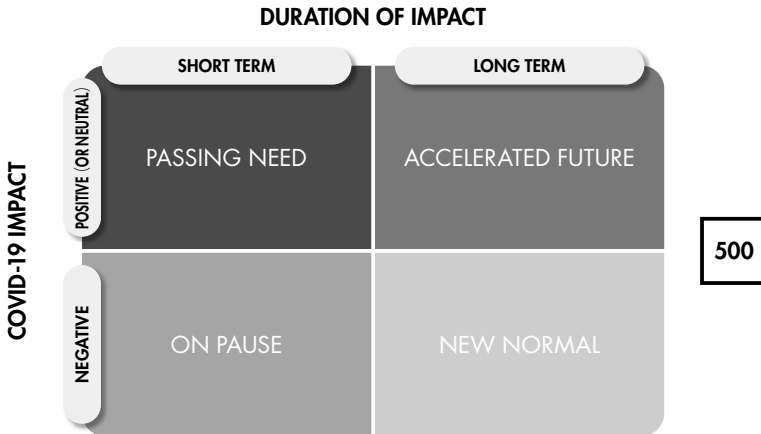 DURATION OF IMPACT
SHORT TERM
LONG TERM
COVID-19 IMPACT
POSITIVE (OR NEUTRAL)
PASSING NEED
ACCELERATED FUTURE
500
NEGATIVE
ON PAUSE
NEW NORMAL